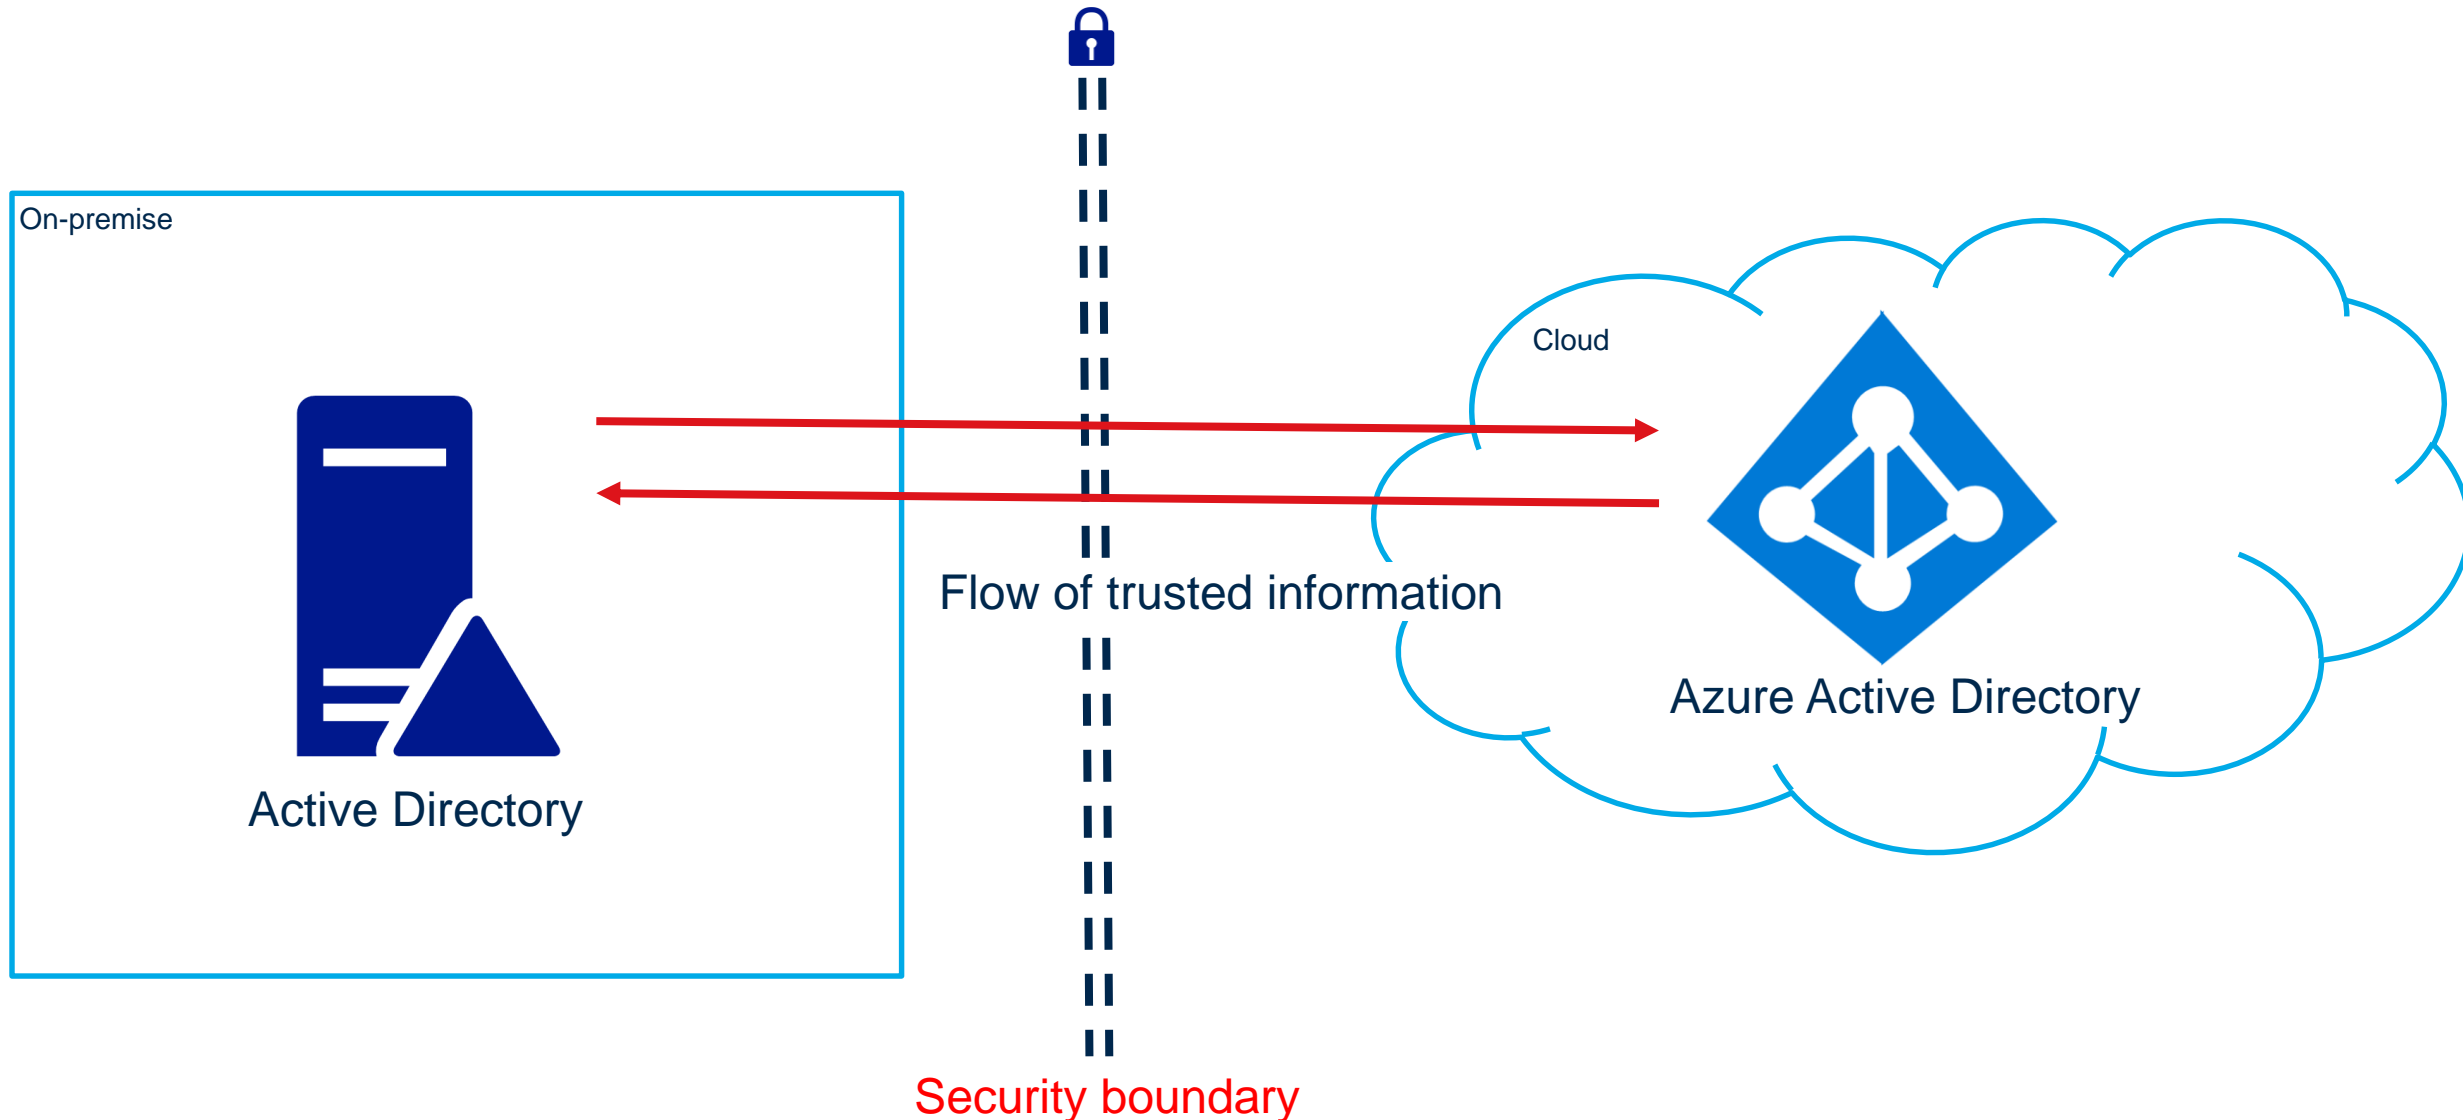 On-premise
Cloud
Flow of trusted information
Azure Active Directory
Active Directory
Security boundary